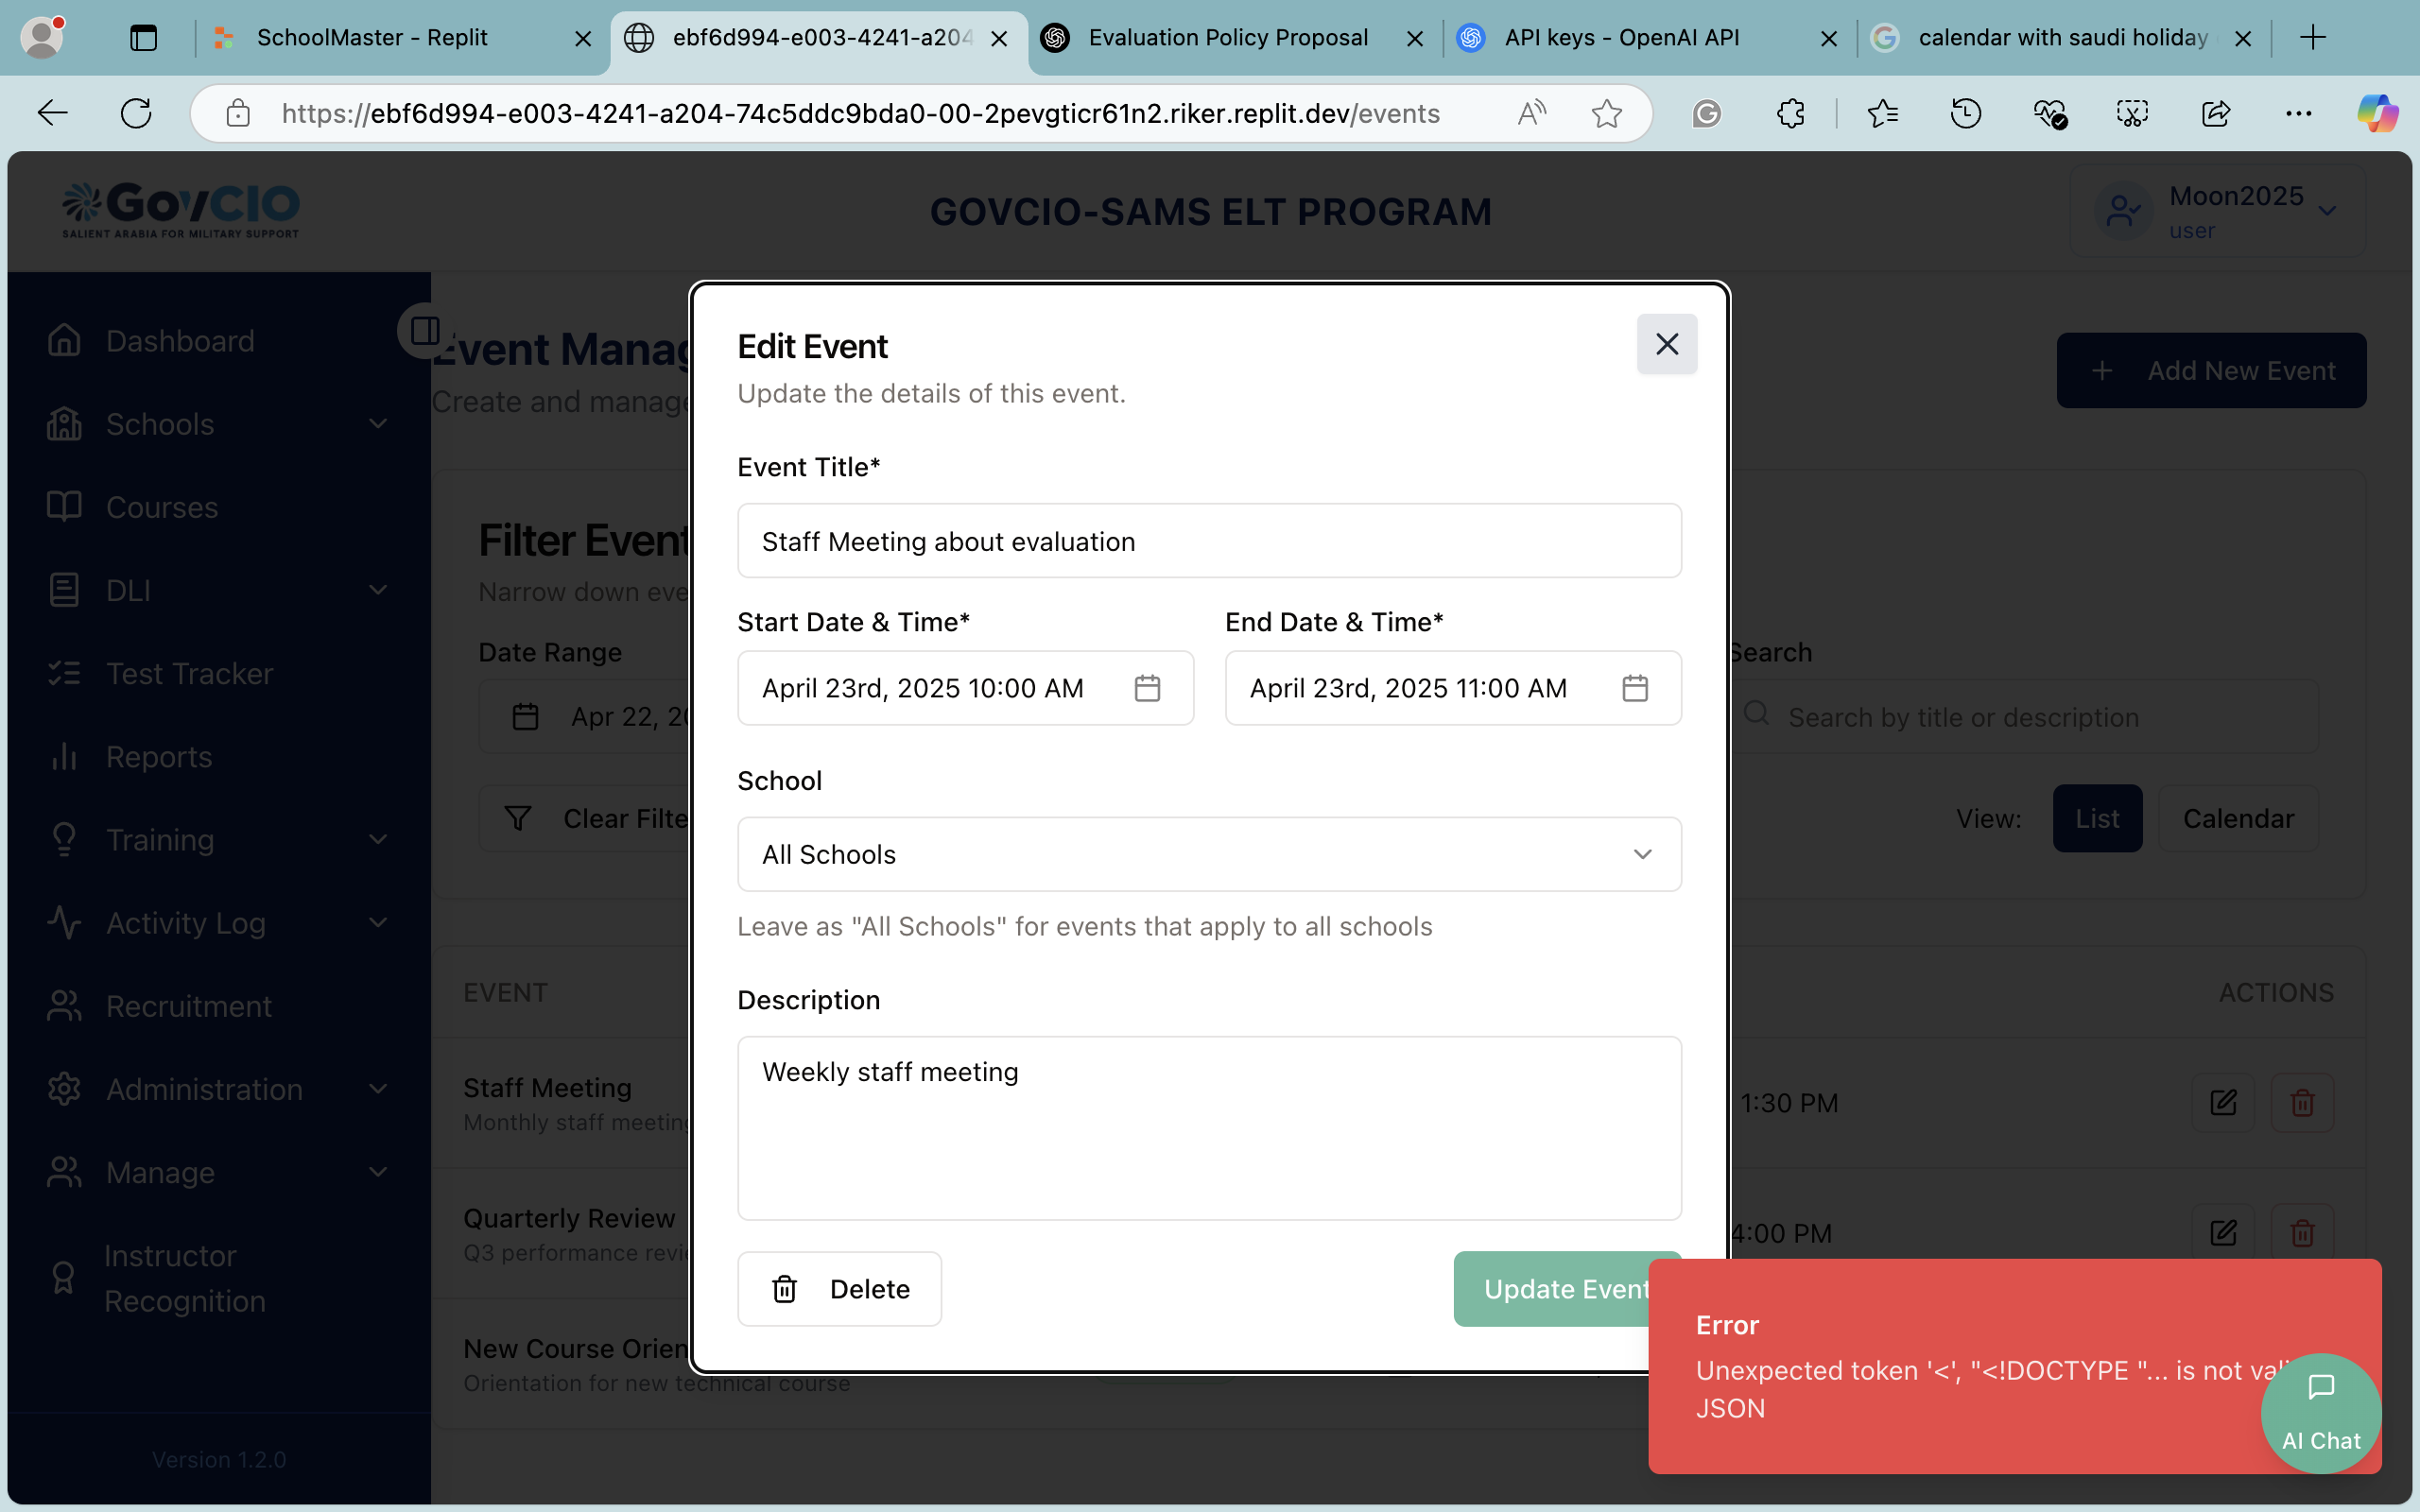 SchoolMaster - Replit
ebf6d994-e003-4241-a204
Evaluation Policy Proposal
API keys - OpenAI API
calendar with saudi holiday
https://ebf6d994-e003-4241-a204-74c5ddc9bda0-00-2pevgticr61n2.riker.replit.dev/events
GovCIO
SALIENT ARABIA FOR MILITARY SUPPORT
GOVCIO-SAMS ELT PROGRAM
Moon2025
user
Dashboard
Schools
Courses
DLI
Test Tracker
Reports
Training
Activity Log
Recruitment
Administration
Manage
Instructor
Recognition
Version 1.2.0
Event Manag
Create and manage
Add New Event
Filter Event
Narrow down eve
Date Range
Apr 22, 20
Clear Filte
Search
Search by title or description
View:
List
Calendar
EVENT
ACTIONS
Staff Meeting
Monthly staff meeting
1:30 PM
Quarterly Review
Q3 performance revi
4:00 PM
New Course Orien
Orientation for new technical course
Edit Event
Update the details of this event.
Event Title*
Staff Meeting about evaluation
Start Date & Time*
End Date & Time*
April 23rd, 2025 10:00 AM
April 23rd, 2025 11:00 AM
School
All Schools
Leave as "All Schools" for events that apply to all schools
Description
Weekly staff meeting
Delete
Update Event
Error
Unexpected token '<', "<!DOCTYPE "... is not vali
JSON
AI Chat